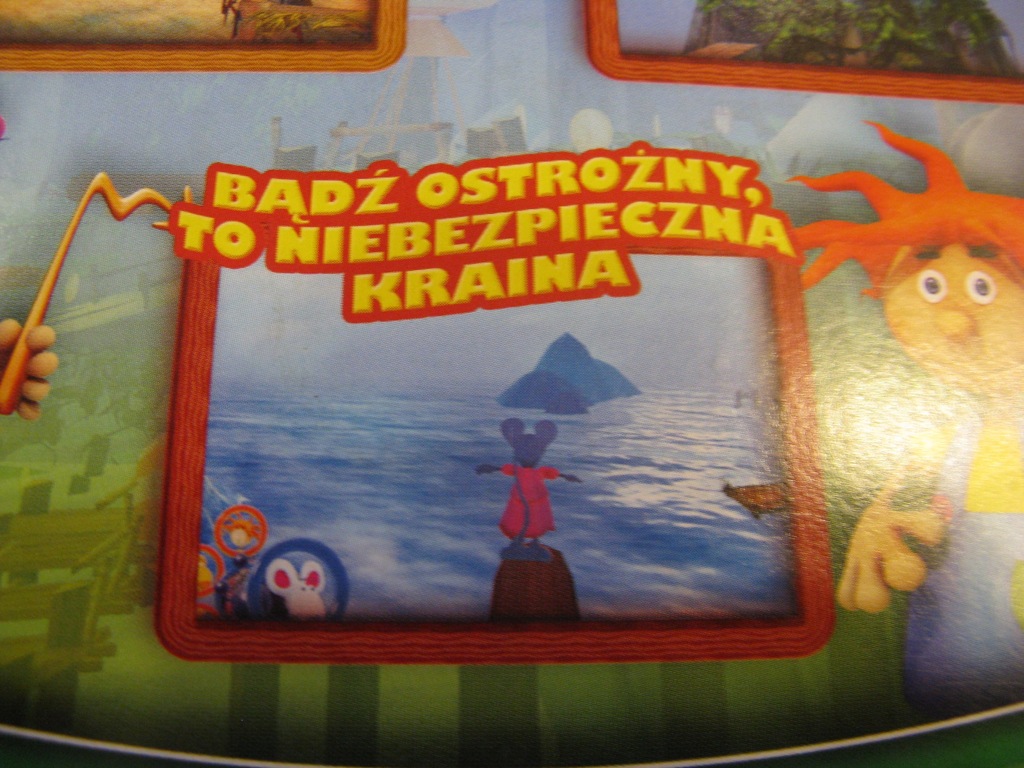 BĄDŹ OSTROŻNY,
TO NIEBEZPIECZNA
KRAINA